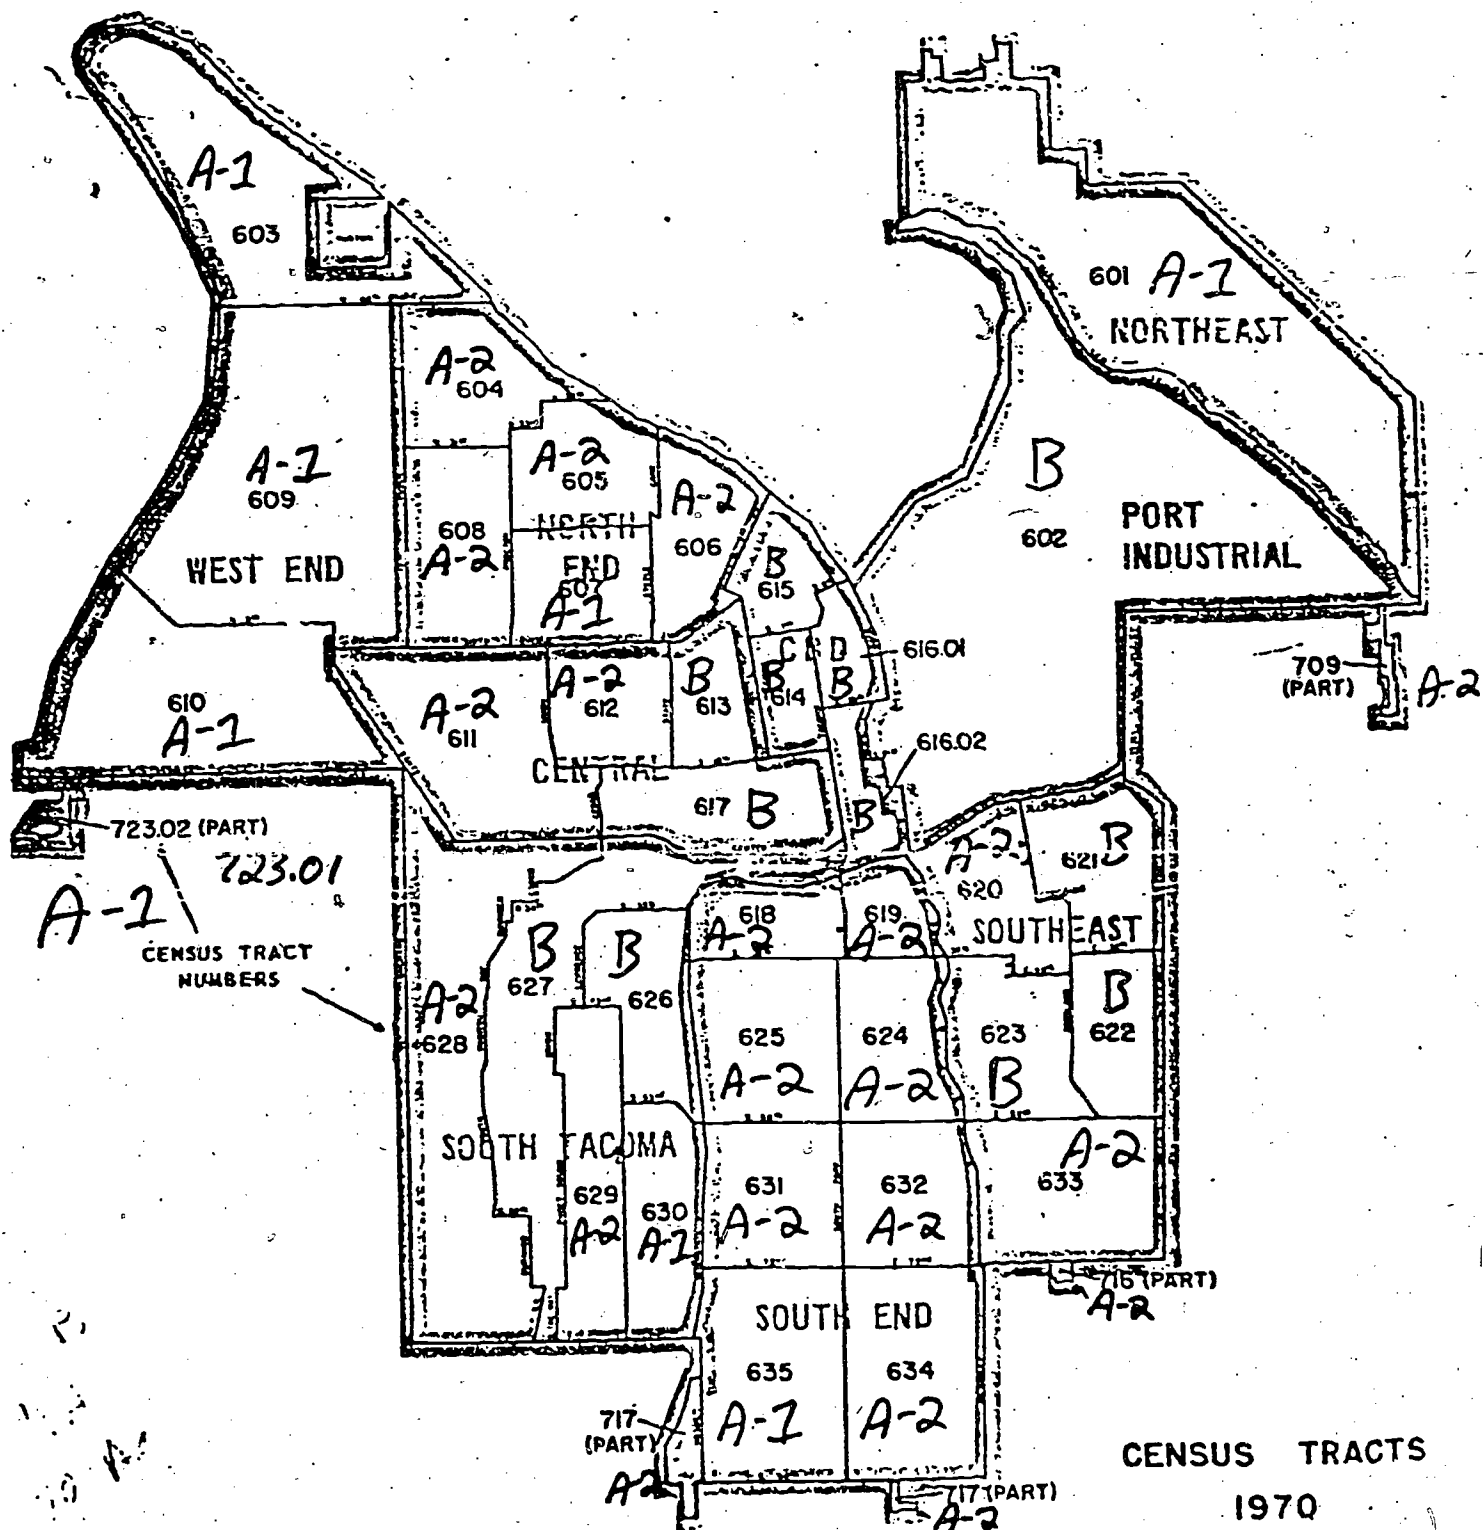 A-1
603
601 A-1
NORTHEAST
A-2
604
A-1
609
A-2
605
A-2
606
B
602
PORT
INDUSTRIAL
608
A-2
NORTH
END
607
A-1
B
615
WEST END
CBD
616.01
B
614
B
709
(PART)
A-2
610
A-1
A-2
611
A-2
612
B
613
CENTRAL
616.02
617 B
B
723.02 (PART)
723.01
A-1
CENSUS TRACT
NUMBERS
A-2
620
621 B
SOUTHEAST
618
A-2
619
A-2
B
627
B
626
A-2
628
625
A-2
624
A-2
623
B
B
622
SOUTH TACOMA
629
A-2
630
A-1
631
A-2
632
A-2
A-2
633
716 (PART)
A-2
SOUTH END
635
A-1
634
A-2
717
(PART)
A-2
717 (PART)
A-2
CENSUS TRACTS
1970